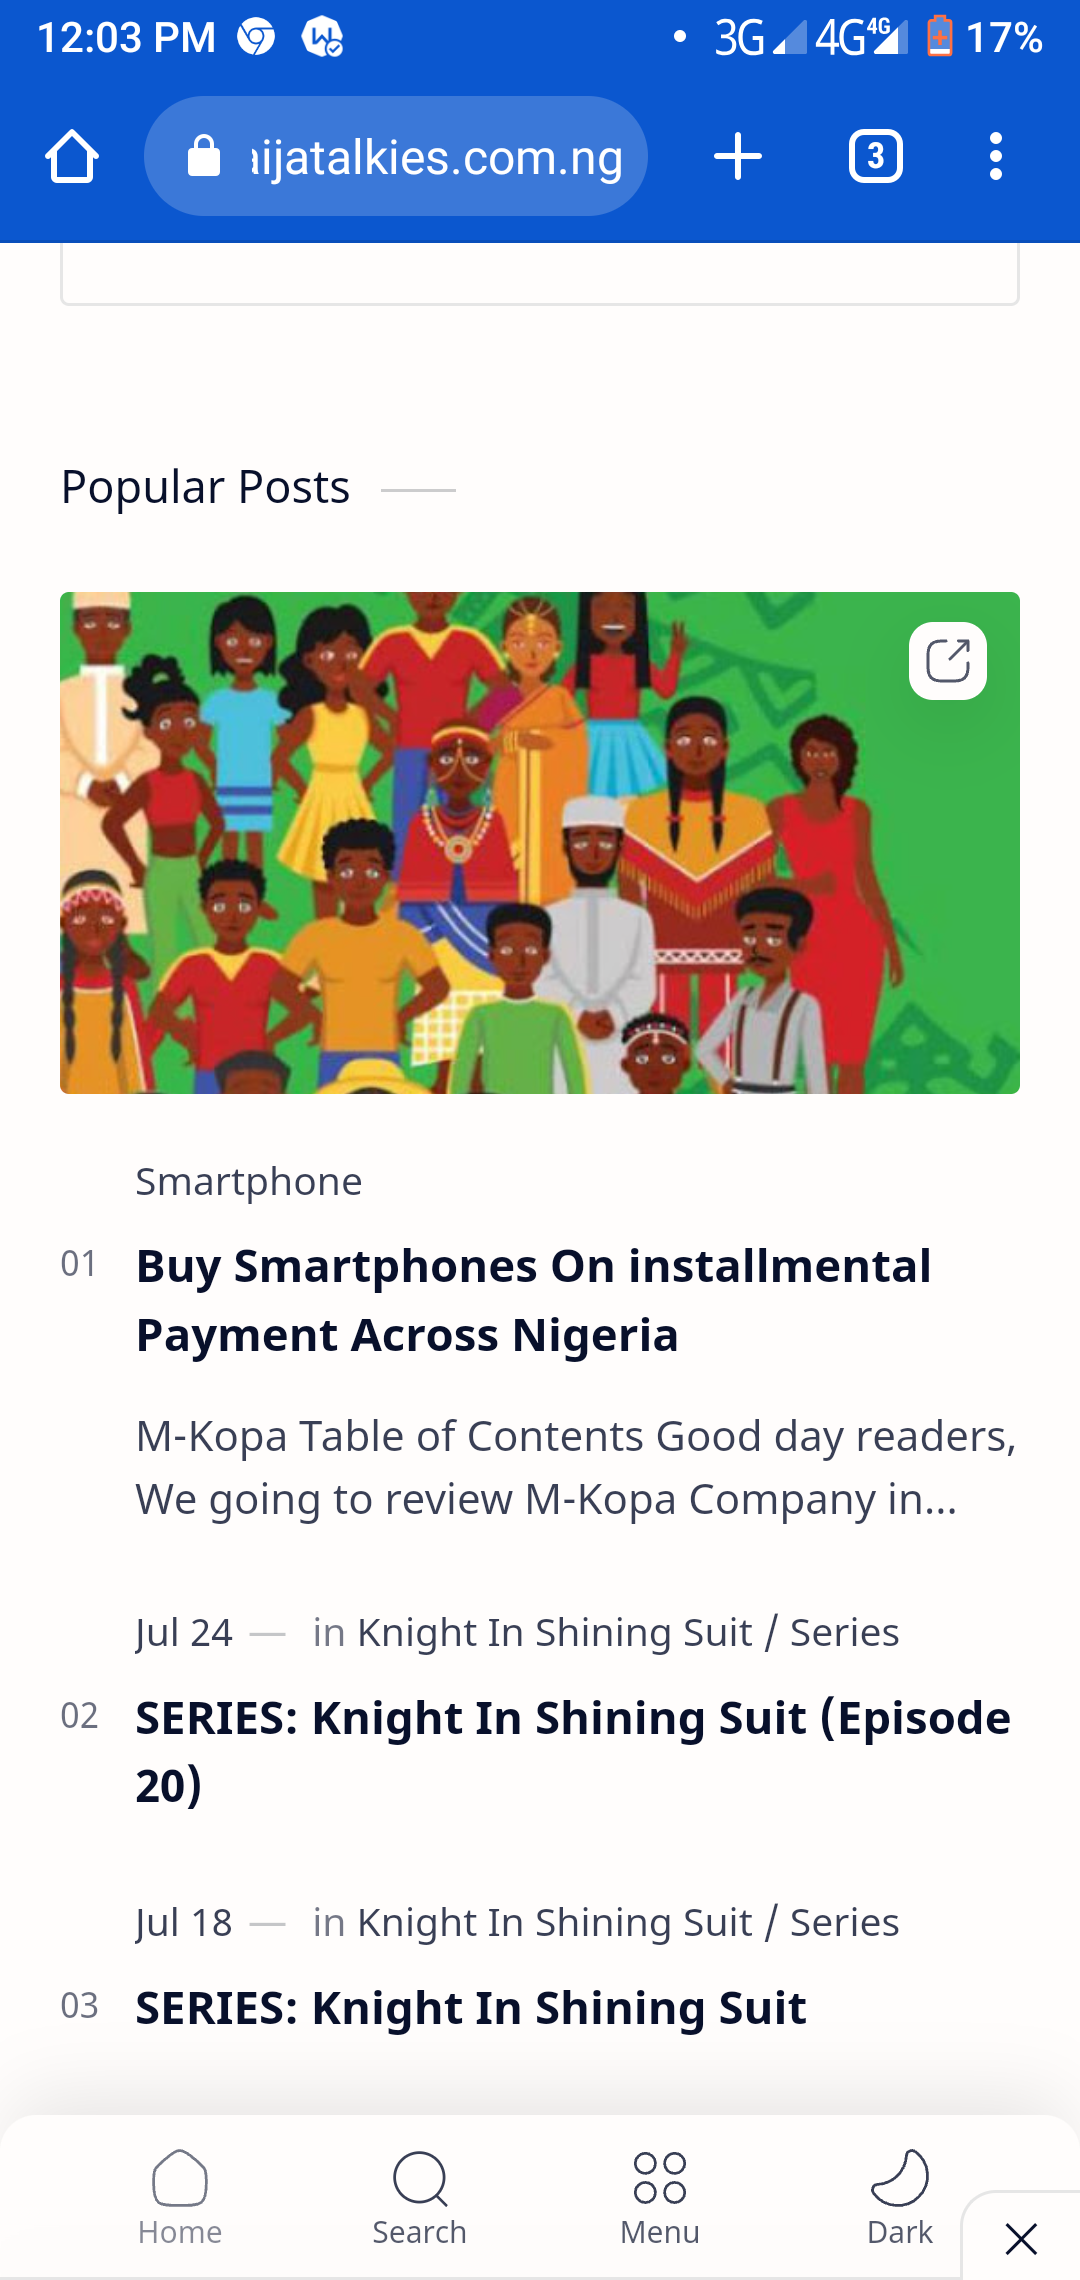 12:03 PM 3G 4G 4G 17%
aijatalkies.com.ng 3
Popular Posts
Smartphone
01 Buy Smartphones On installmental
Payment Across Nigeria
M-Kopa Table of Contents Good day readers,
We going to review M-Kopa Company in...
Jul 24 — in Knight In Shining Suit / Series
02 SERIES: Knight In Shining Suit (Episode
20)
Jul 18 — in Knight In Shining Suit / Series
03 SERIES: Knight In Shining Suit
Home Search Menu Dark